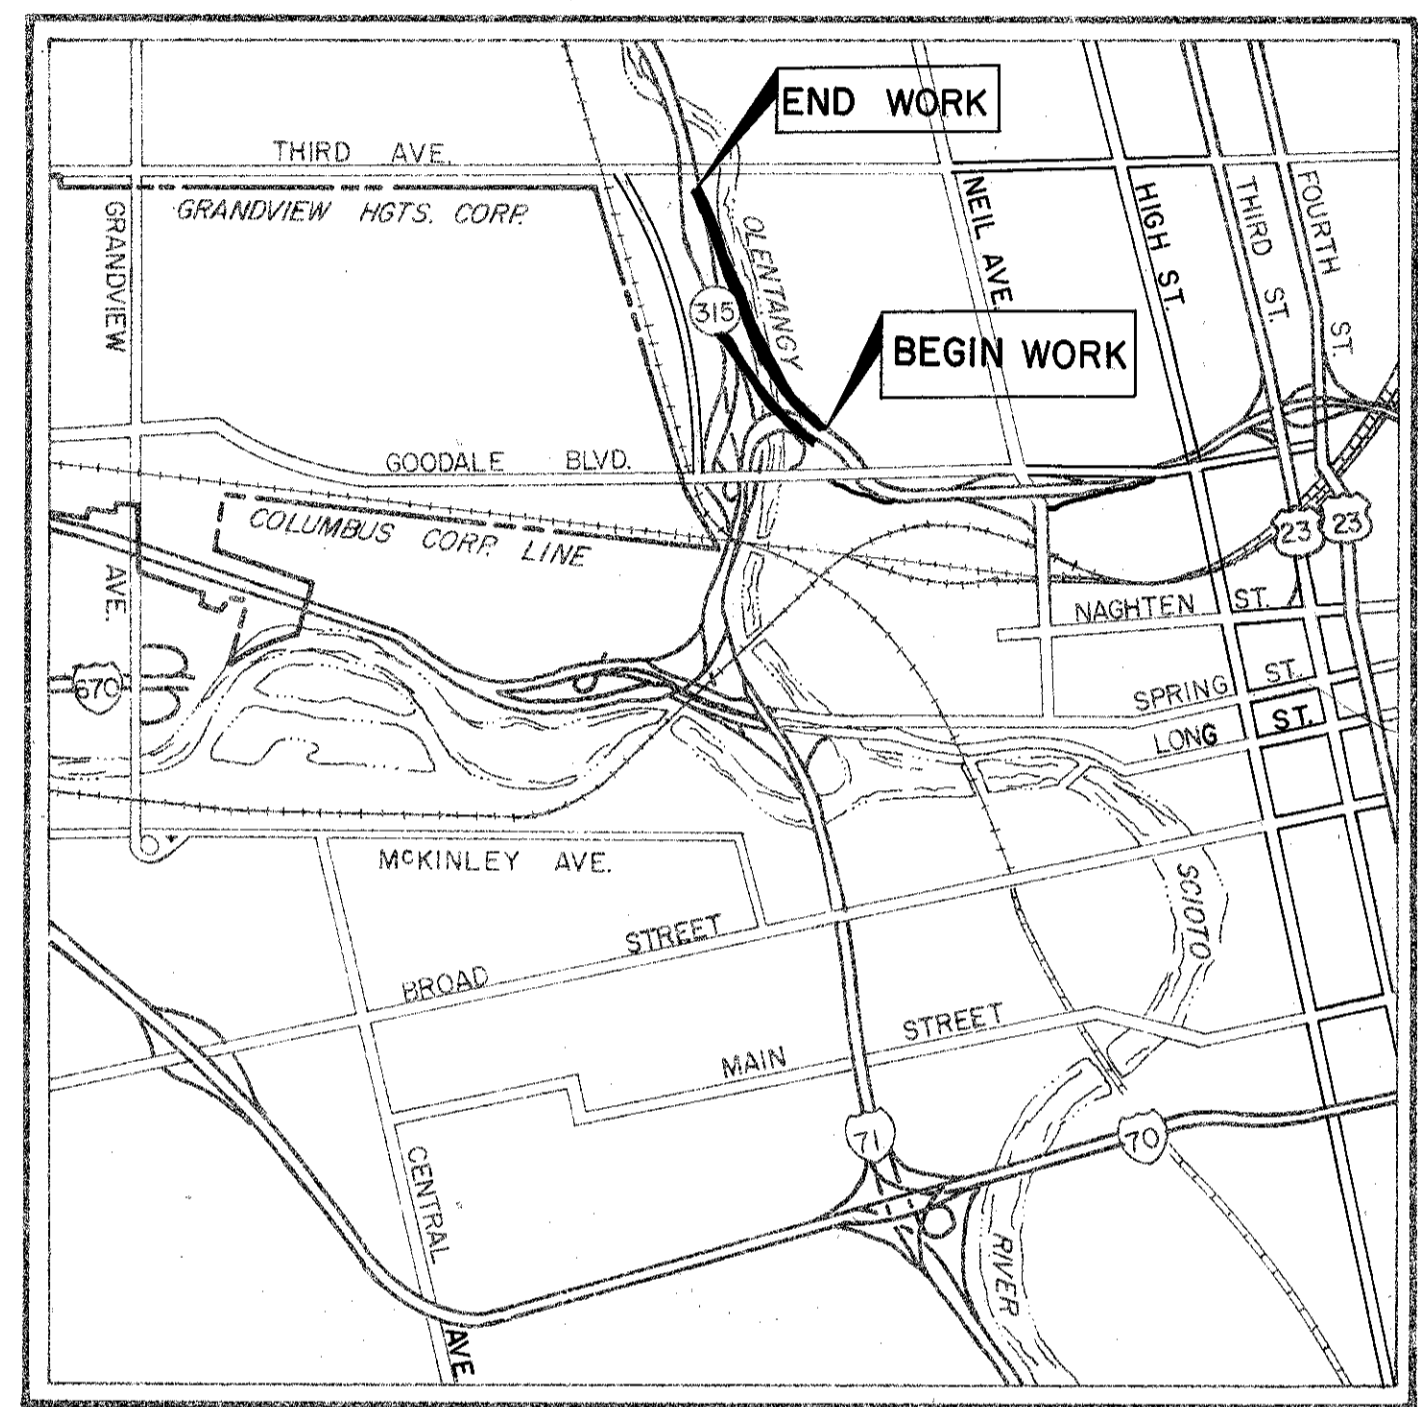 END WORK
THIRD AVE.
GRANDVIEW HGTS. CORP.
GRANDVIEW
AVE.
OLENTANGY
NEIL AVE.
HIGH ST.
THIRD ST.
FOURTH ST.
315
BEGIN WORK
GOODALE BLVD.
COLUMBUS CORP. LINE
23
23
NAGHTEN ST.
670
SPRING ST.
LONG ST.
McKINLEY AVE.
SCIOTO
RIVER
BROAD STREET
MAIN STREET
71
70
CENTRAL AVE